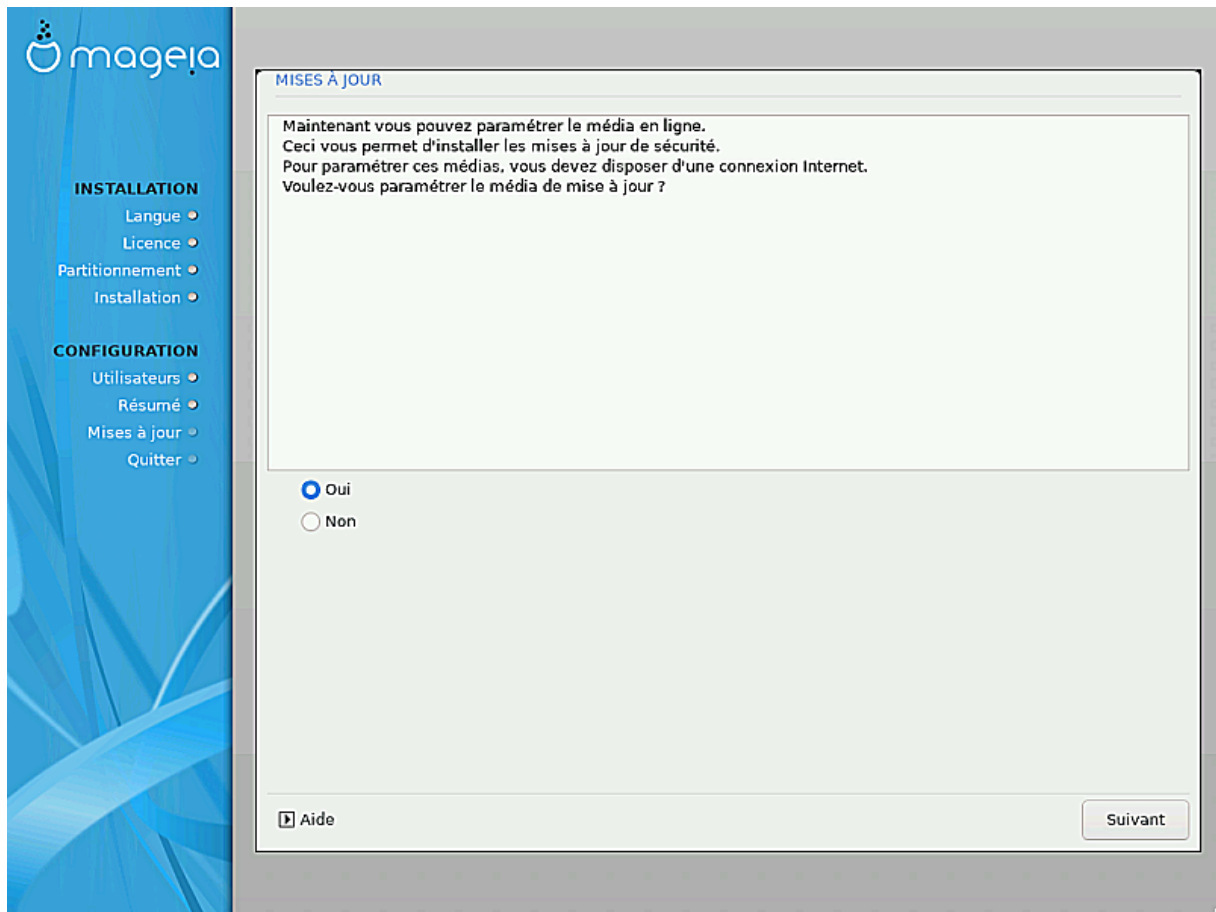 mageia
INSTALLATION
Langue
Licence
Partitionnement
Installation
CONFIGURATION
Utilisateurs
Résumé
Mises à jour
Quitter
MISES À JOUR
Maintenant vous pouvez paramétrer le média en ligne.
Ceci vous permet d'installer les mises à jour de sécurité.
Pour paramétrer ces médias, vous devez disposer d'une connexion Internet.
Voulez-vous paramétrer le média de mise à jour ?
Oui
Non
Aide
Suivant